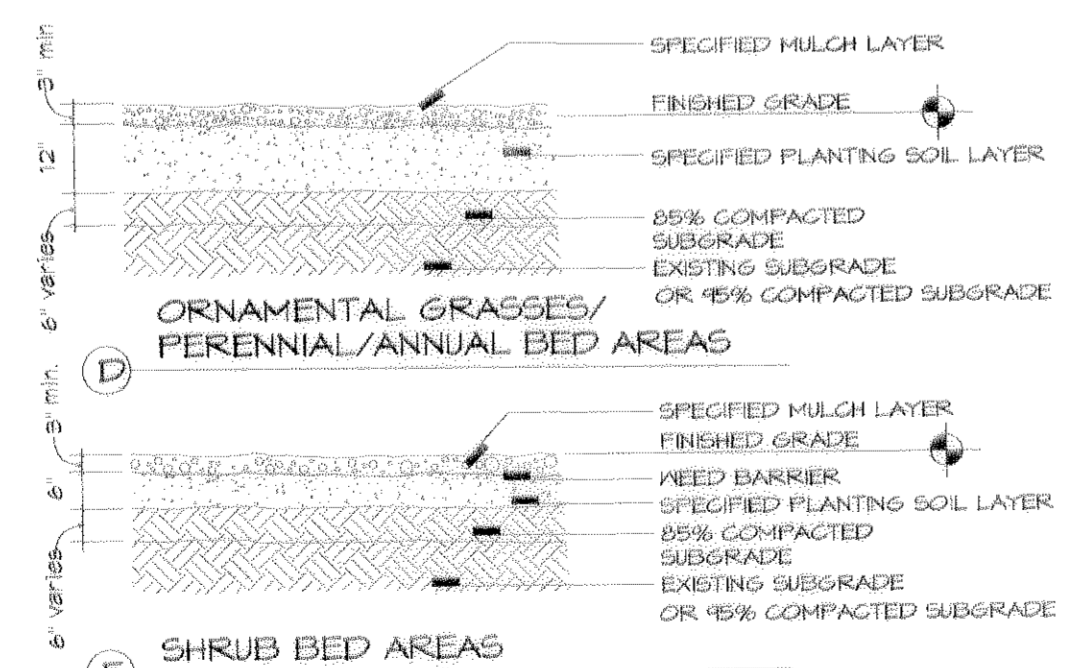 3" min
SPECIFIED MULCH LAYER
FINISHED GRADE
12"
SPECIFIED PLANTING SOIL LAYER
85% COMPACTED
SUBGRADE
6" varies
EXISTING SUBGRADE
OR 95% COMPACTED SUBGRADE
ORNAMENTAL GRASSES/
PERENNIAL/ANNUAL BED AREAS
D
3" min.
SPECIFIED MULCH LAYER
FINISHED GRADE
WEED BARRIER
6"
SPECIFIED PLANTING SOIL LAYER
85% COMPACTED
SUBGRADE
6" varies
EXISTING SUBGRADE
OR 95% COMPACTED SUBGRADE
SHRUB BED AREAS